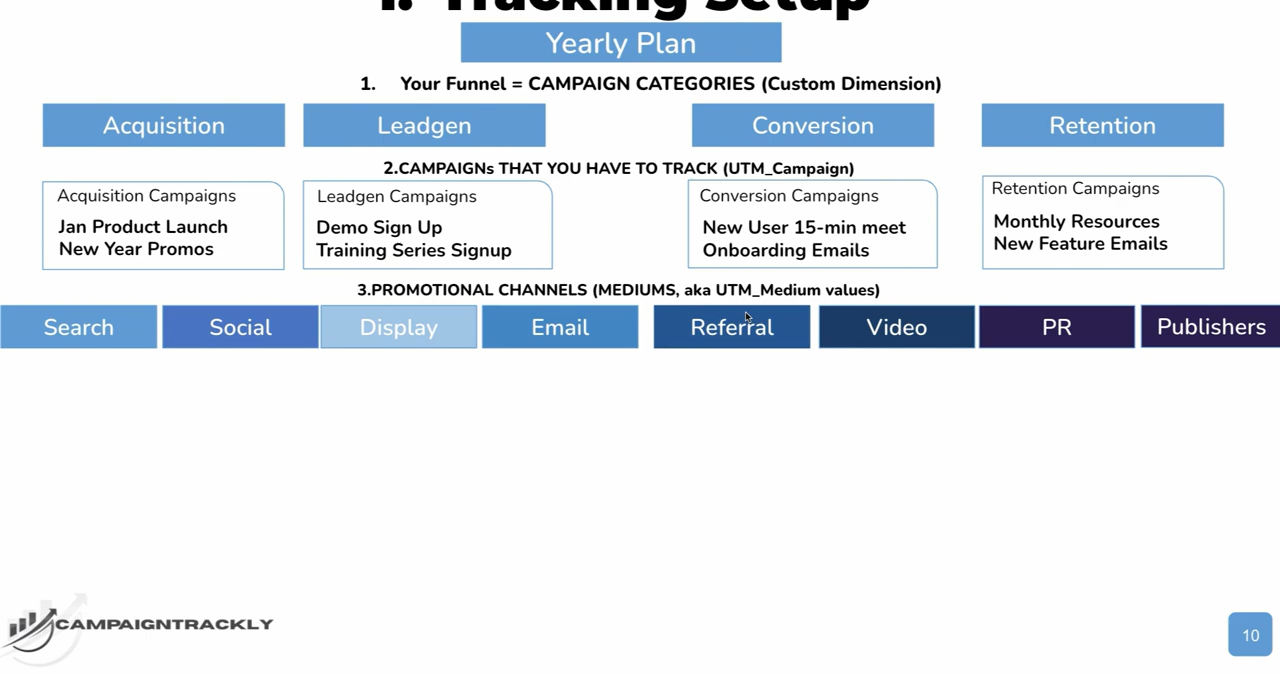 1. Tracking Setup
Yearly Plan
1. Your Funnel = CAMPAIGN CATEGORIES (Custom Dimension)
Acquisition
Leadgen
Conversion
Retention
2.CAMPAIGNs THAT YOU HAVE TO TRACK (UTM_Campaign)
Acquisition Campaigns
Jan Product Launch
New Year Promos
Leadgen Campaigns
Demo Sign Up
Training Series Signup
Conversion Campaigns
New User 15-min meet
Onboarding Emails
Retention Campaigns
Monthly Resources
New Feature Emails
3.PROMOTIONAL CHANNELS (MEDIUMS, aka UTM_Medium values)
Search
Social
Display
Email
Referral
Video
PR
Publishers
CAMPAIGNTRACKLY
10